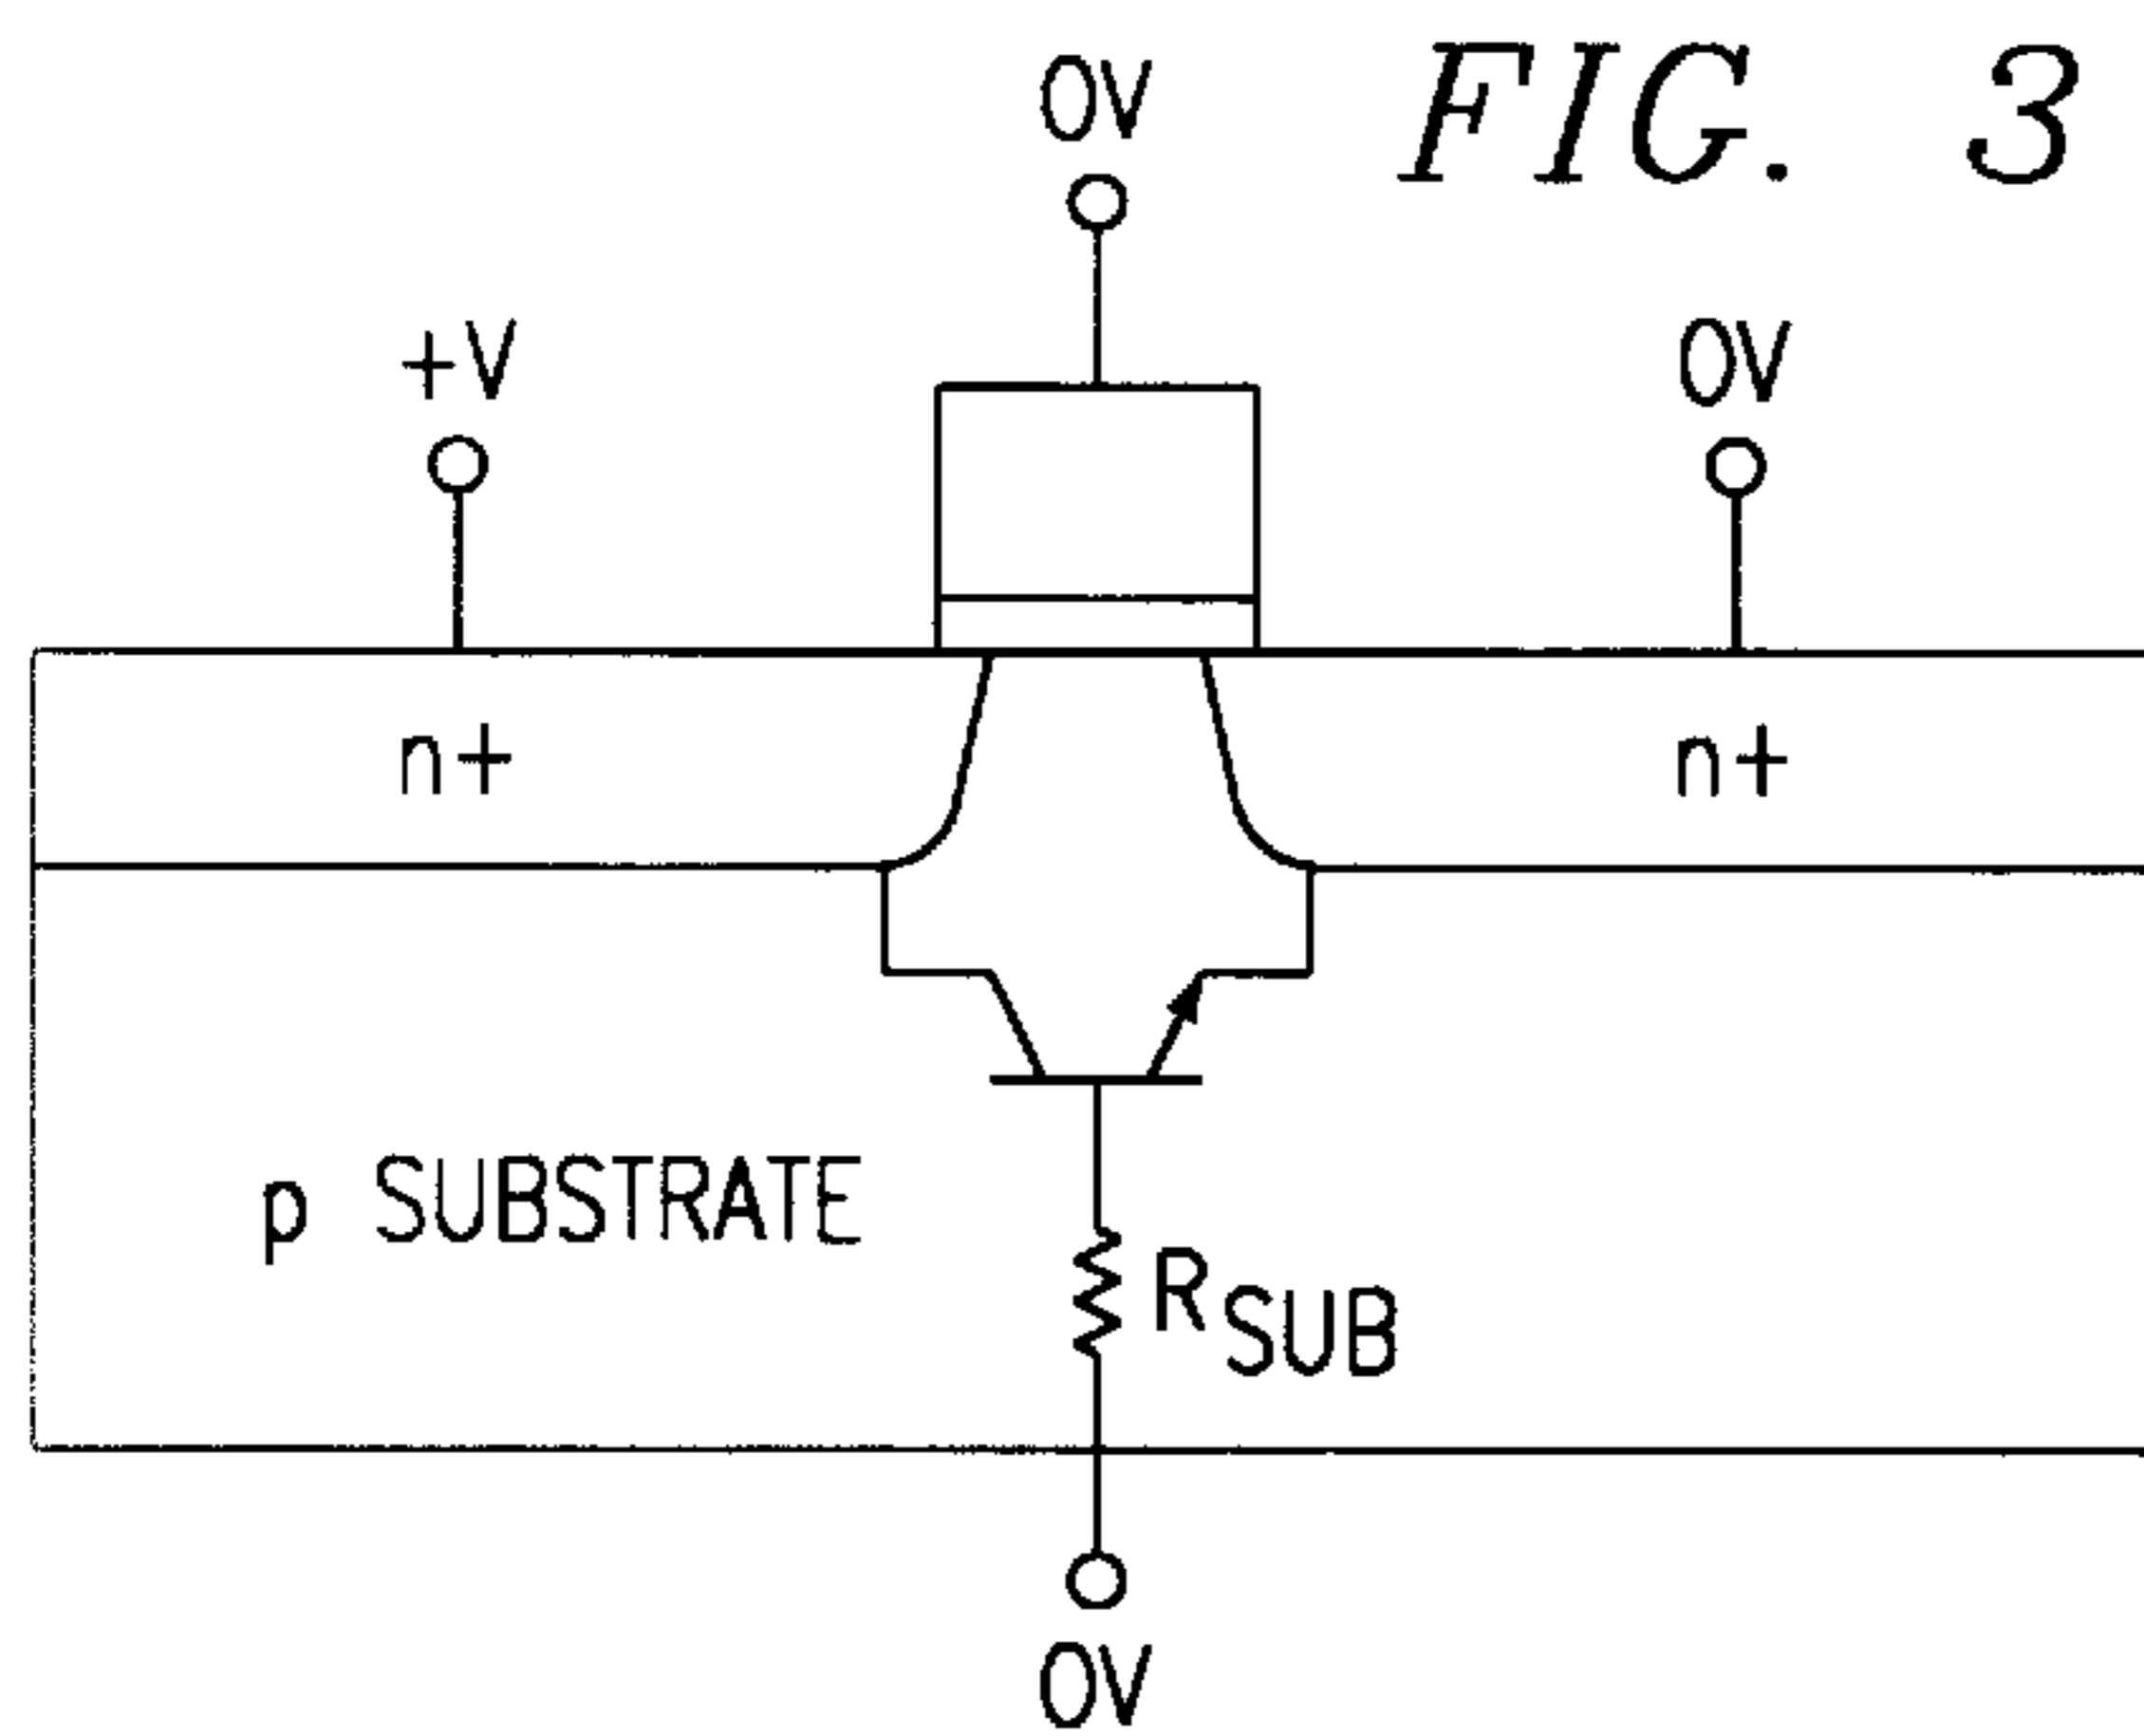 FIG. 3
0V
+V
0V
n+
n+
p SUBSTRATE
RSUB
0V